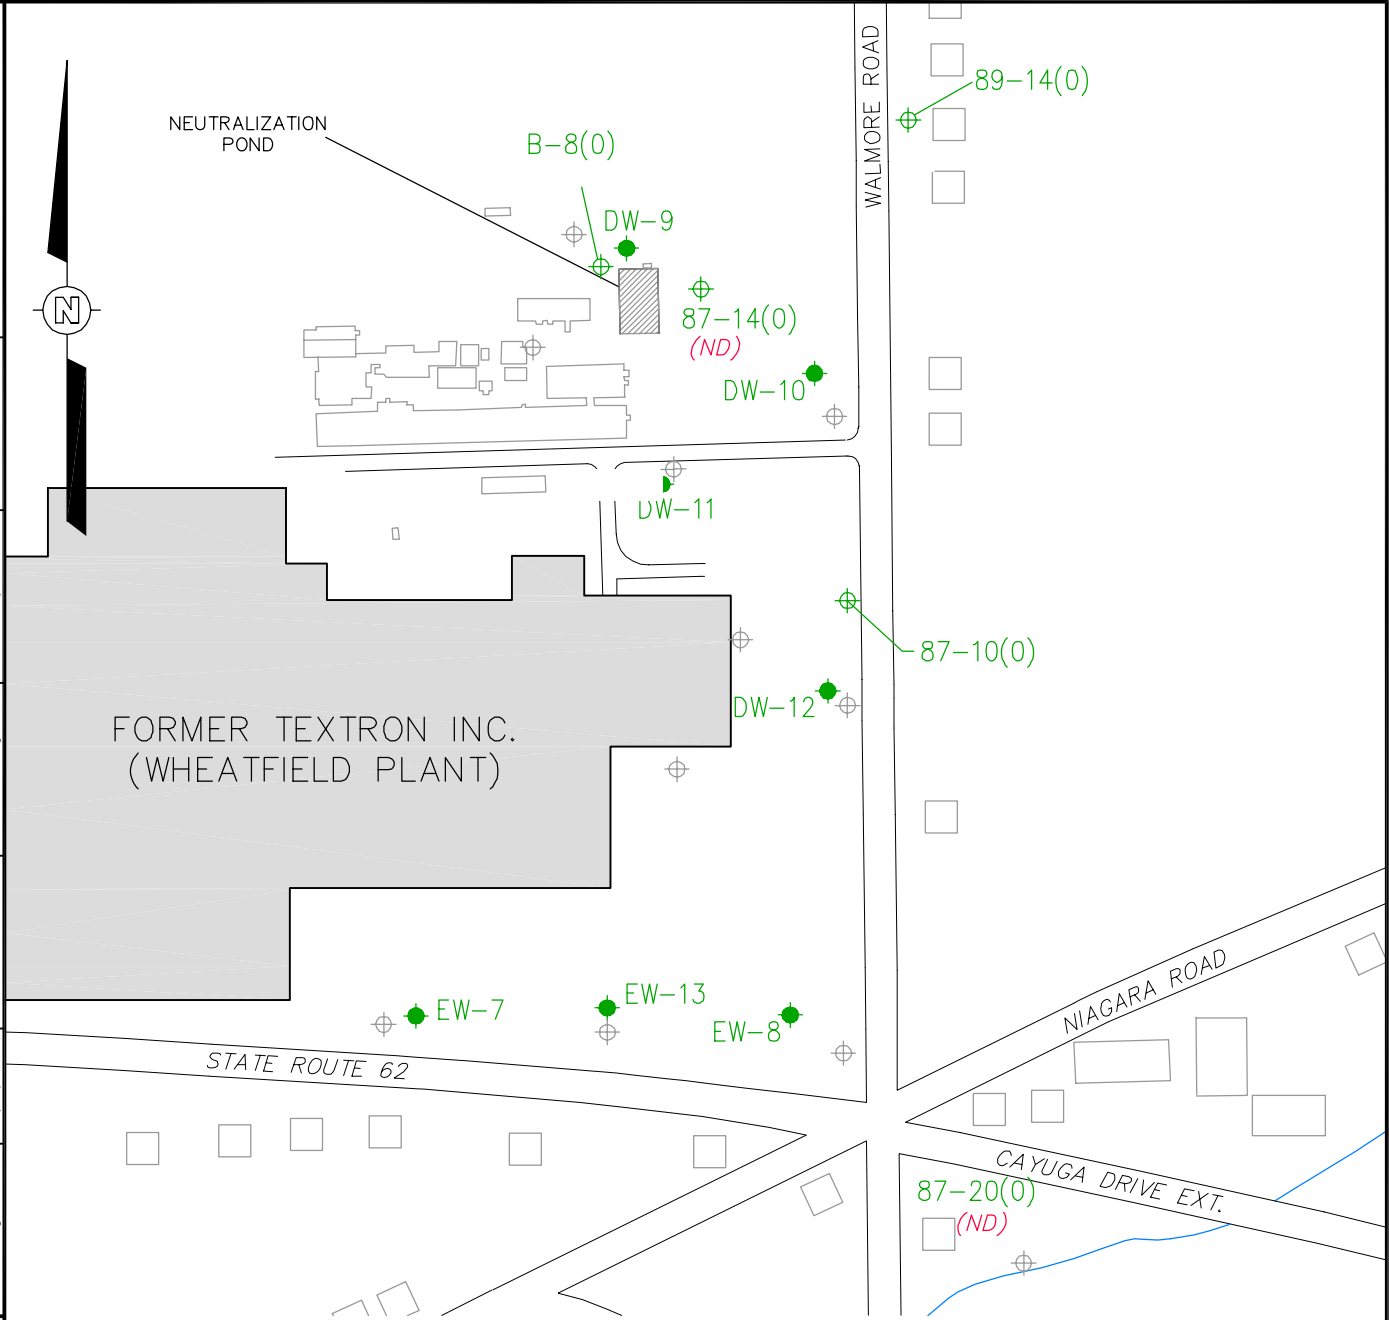 89-14(0)
WALMORE ROAD
NEUTRALIZATION
POND
B-8(0)
DW-9
N
87-14(0)
(ND)
DW-10
DW-11
87-10(0)
DW-12
FORMER TEXTRON INC.
(WHEATFIELD PLANT)
NIAGARA ROAD
EW-7
EW-13
EW-8
STATE ROUTE 62
CAYUGA DRIVE EXT.
87-20(0)
(ND)